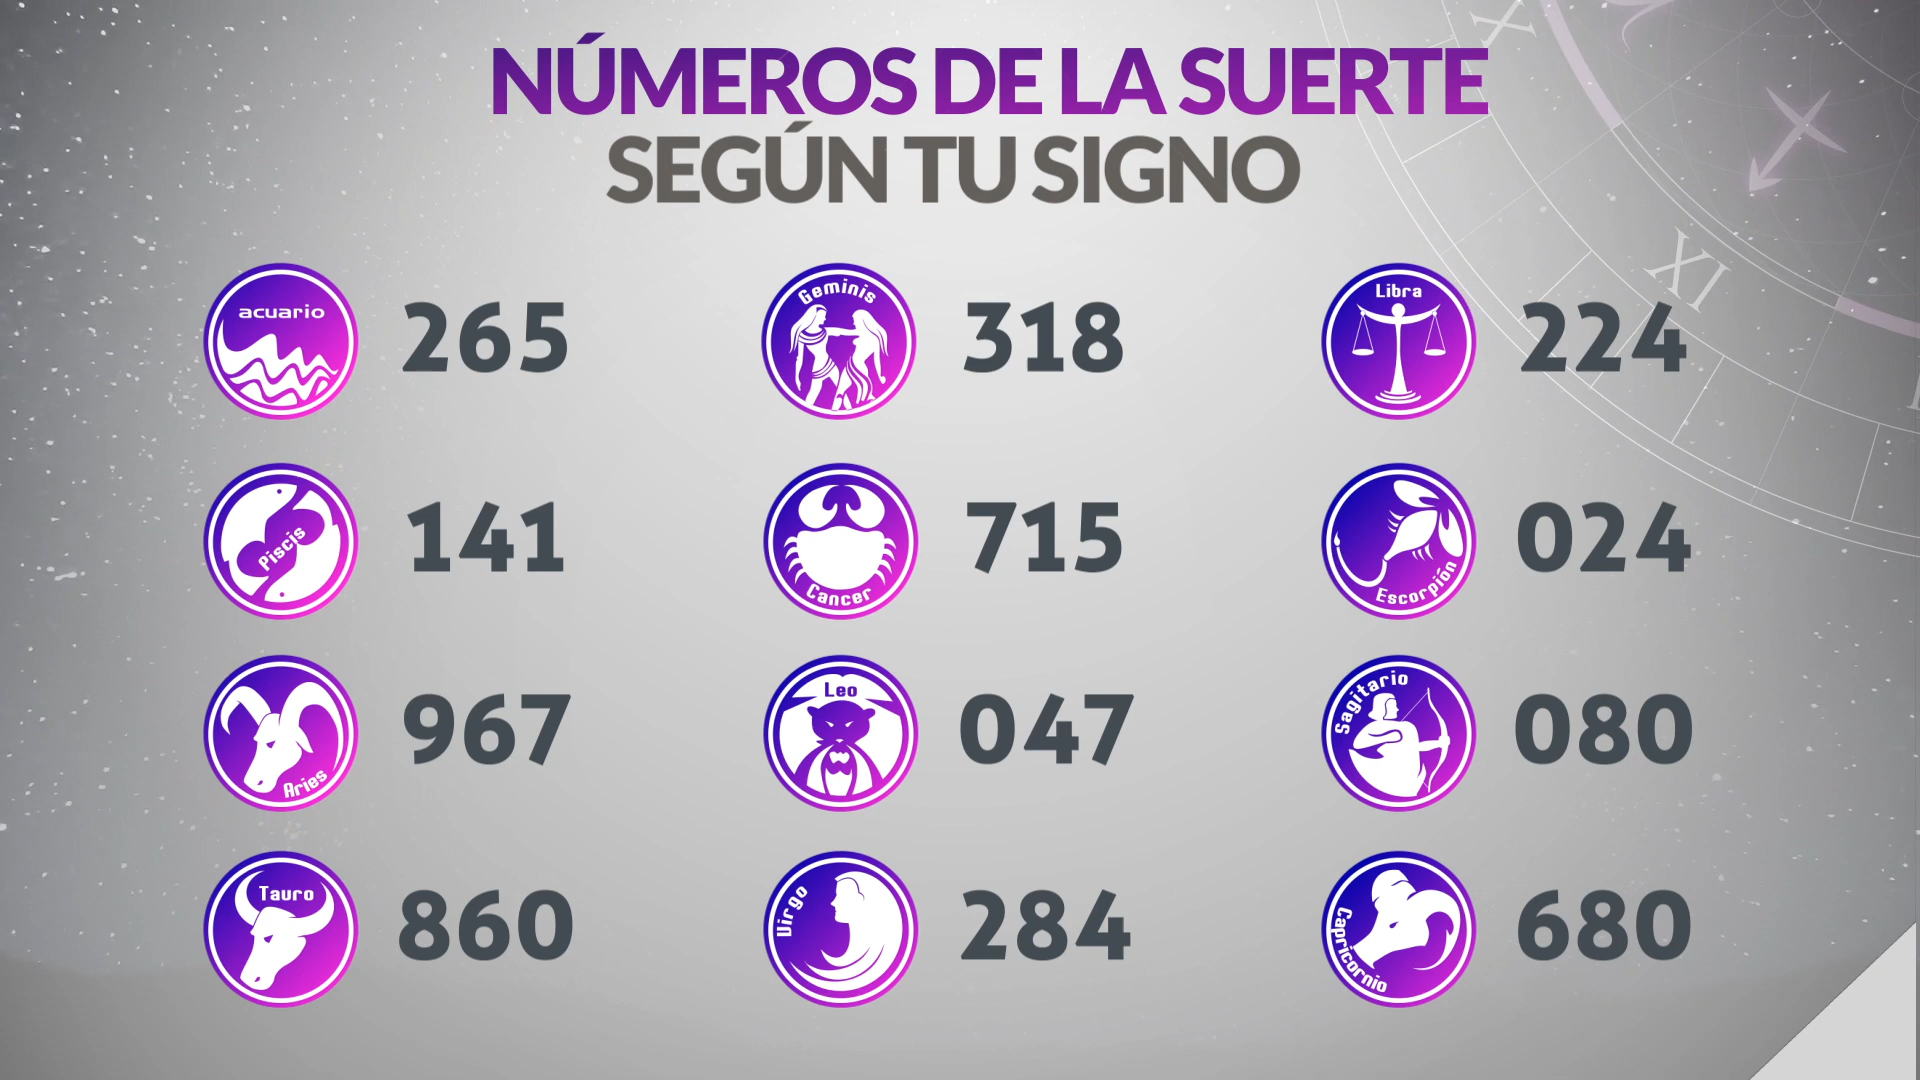 NÚMEROS DE LA SUERTE
SEGÚN TU SIGNO
acuario 265
Geminis 318
Libra 224
Piscis 141
Cancer 715
Escorpión 024
Aries 967
Leo 047
Sagitario 080
Tauro 860
Virgo 284
Capricornio 680
X
XI